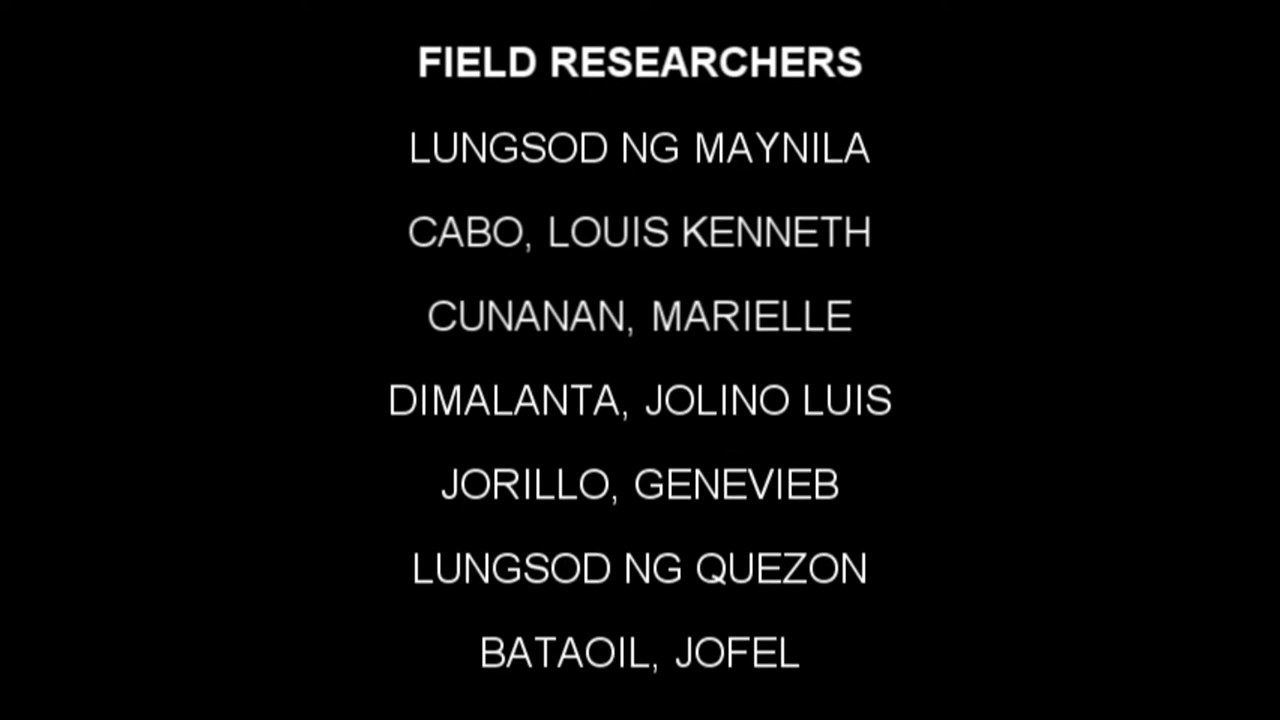 FIELD RESEARCHERS
LUNGSOD NG MAYNILA
CABO, LOUIS KENNETH
CUNANAN, MARIELLE
DIMALANTA, JOLINO LUIS
JORILLO, GENEVIEB
LUNGSOD NG QUEZON
BATAOIL, JOFEL